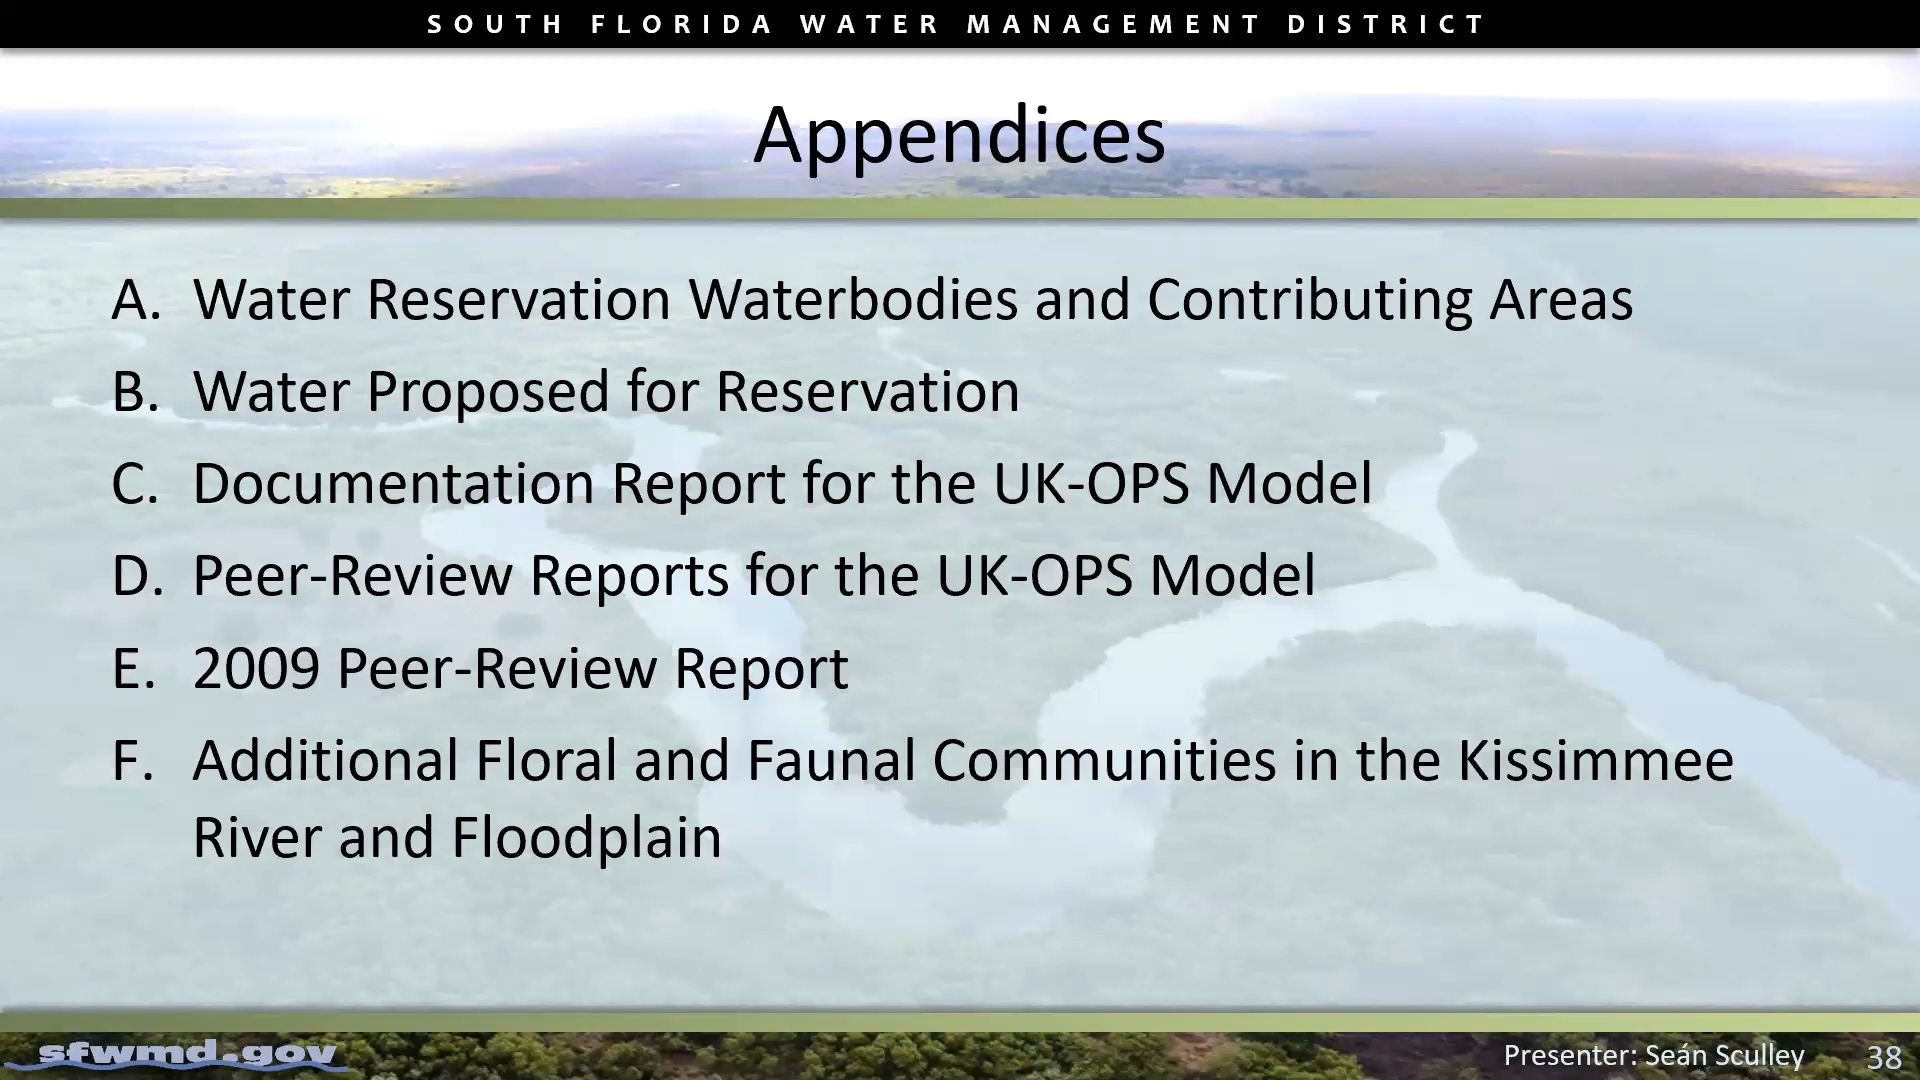 SOUTH FLORIDA WATER MANAGEMENT DISTRICT
Appendices
A. Water Reservation Waterbodies and Contributing Areas
B. Water Proposed for Reservation
C. Documentation Report for the UK-OPS Model
D. Peer-Review Reports for the UK-OPS Model
E. 2009 Peer-Review Report
F. Additional Floral and Faunal Communities in the Kissimmee
River and Floodplain
sfwmd.gov
Presenter: Seán Sculley
38